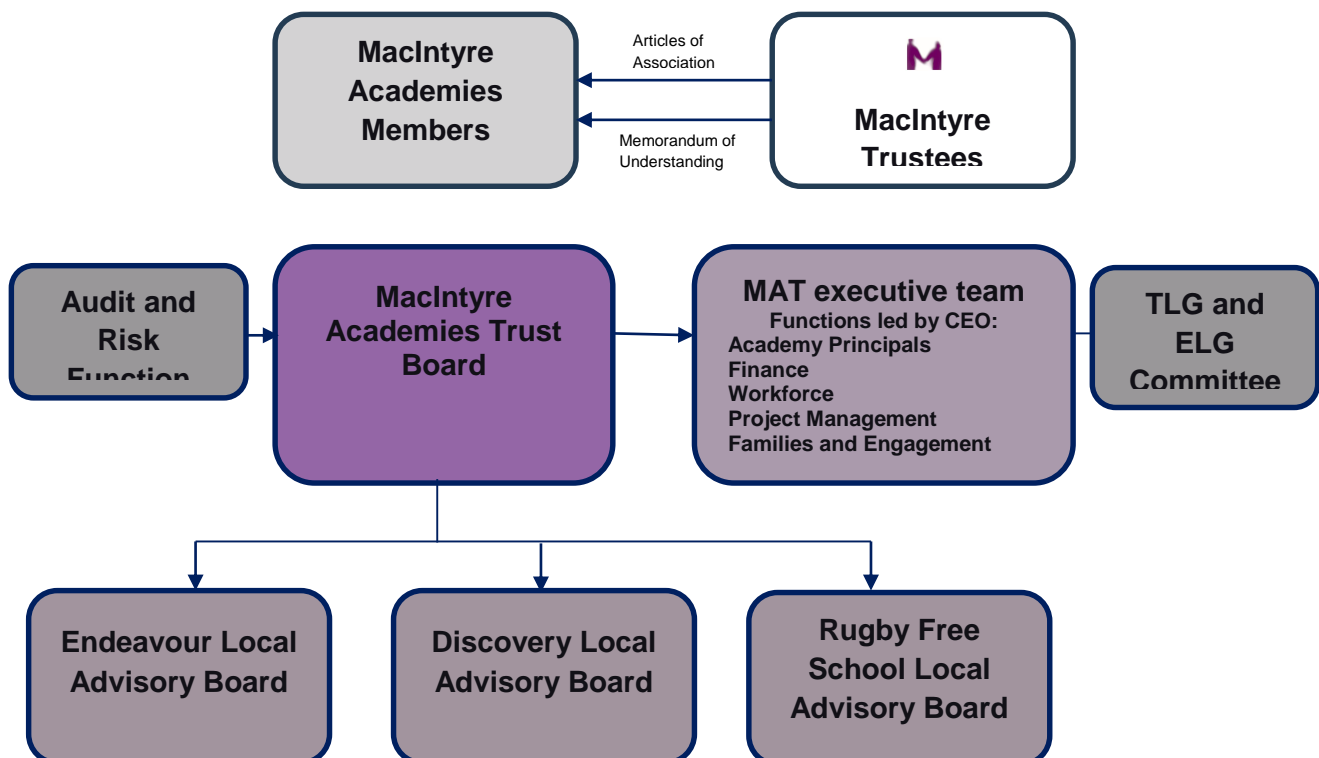 MacIntyre
Academies
Members
Articles of
Association
Memorandum of
Understanding
M
MacIntyre
Trustees
Audit and
Risk
Function
MacIntyre
Academies Trust
Board
MAT executive team
Functions led by CEO:
Academy Principals
Finance
Workforce
Project Management
Families and Engagement
TLG and
ELG
Committee
Endeavour Local
Advisory Board
Discovery Local
Advisory Board
Rugby Free
School Local
Advisory Board